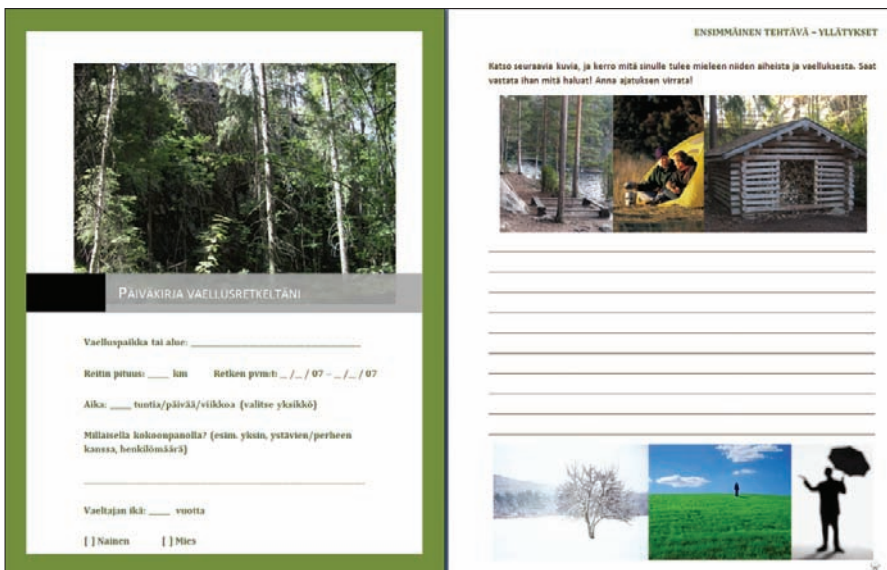 PÄIVÄKIRJA VAELLUSRETKELTÄNI
Vaelluspaikka tai alue: ______________________________
Reitin pituus: ____ km Retken pvm:t: _ /_ / 07 – _ /_ / 07
Aika: ____ tuntia/päivää/viikkoa (valitse yksikkö)
Millaisella kokoonpanolla? (esim. yksin, ystävien/perheen
kanssa, henkilömäärä)
Vaeltajan ikä: ____ vuotta
[ ] Nainen [ ] Mies
ENSIMMÄINEN TEHTÄVÄ – YLLÄTYKSET
Katso seuraavia kuvia, ja kerro mitä sinulle tulee mieleen niiden aiheista ja vaelluksesta. Saat
vastata ihan mitä haluat! Anna ajatuksen virrata!